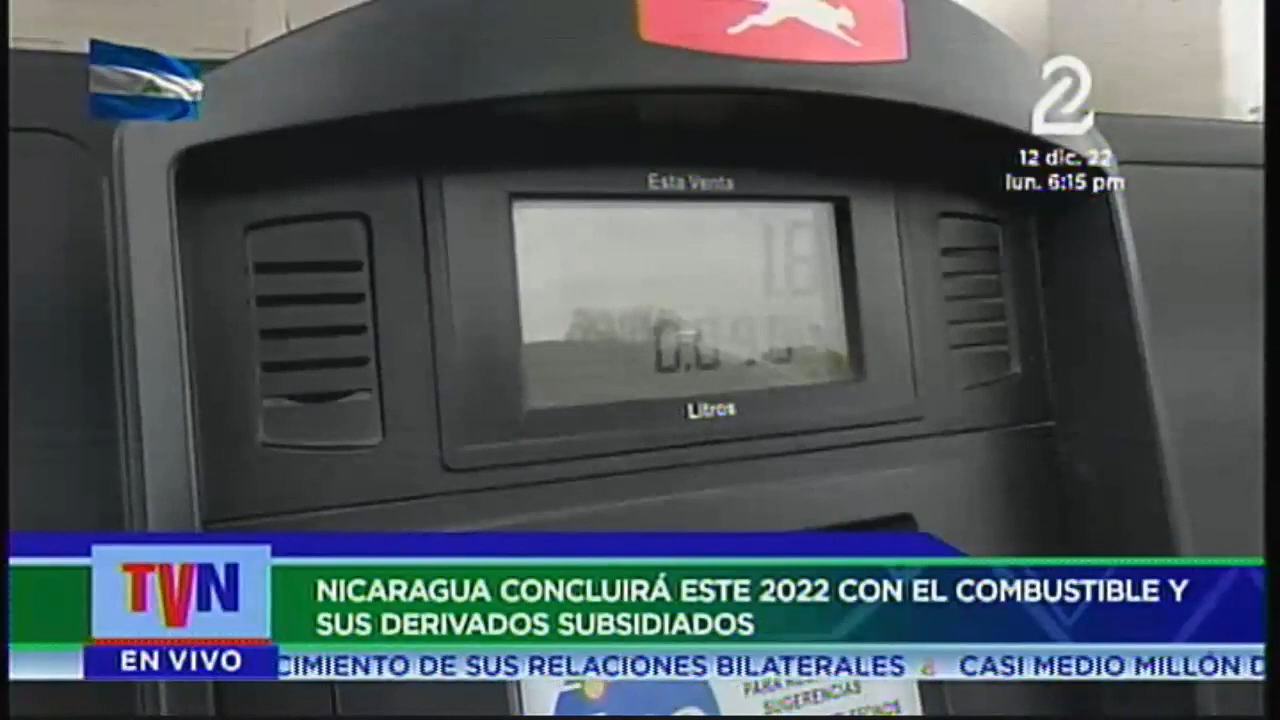 2
12 dic. 22
lun. 6:15 pm
Esta Venta
18
Litros
TVN
NICARAGUA CONCLUIRÁ ESTE 2022 CON EL COMBUSTIBLE Y
SUS DERIVADOS SUBSIDIADOS
EN VIVO
CIMIENTO DE SUS RELACIONES BILATERALES
CASI MEDIO MILLÓN D
SUGERENCIAS